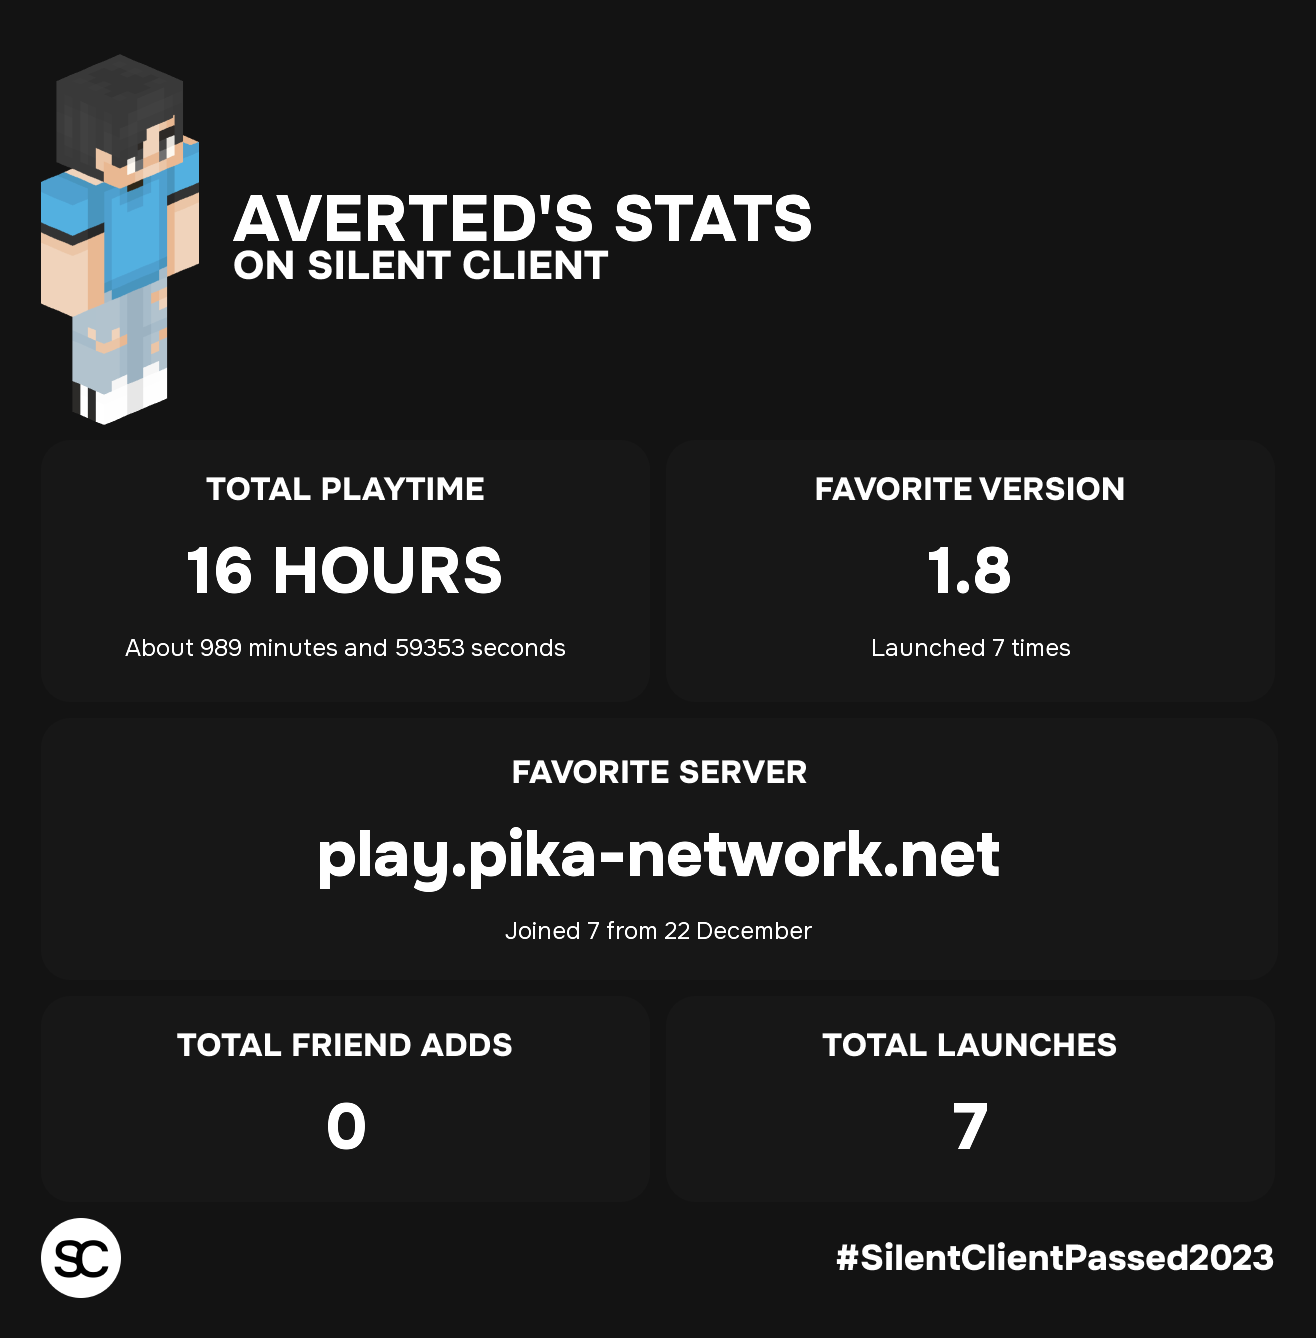 AVERTED'S STATS
ON SILENT CLIENT
TOTAL PLAYTIME
16 HOURS
About 989 minutes and 59353 seconds
FAVORITE VERSION
1.8
Launched 7 times
FAVORITE SERVER
play.pika-network.net
Joined 7 from 22 December
TOTAL FRIEND ADDS
0
TOTAL LAUNCHES
7
SC
#SilentClientPassed2023